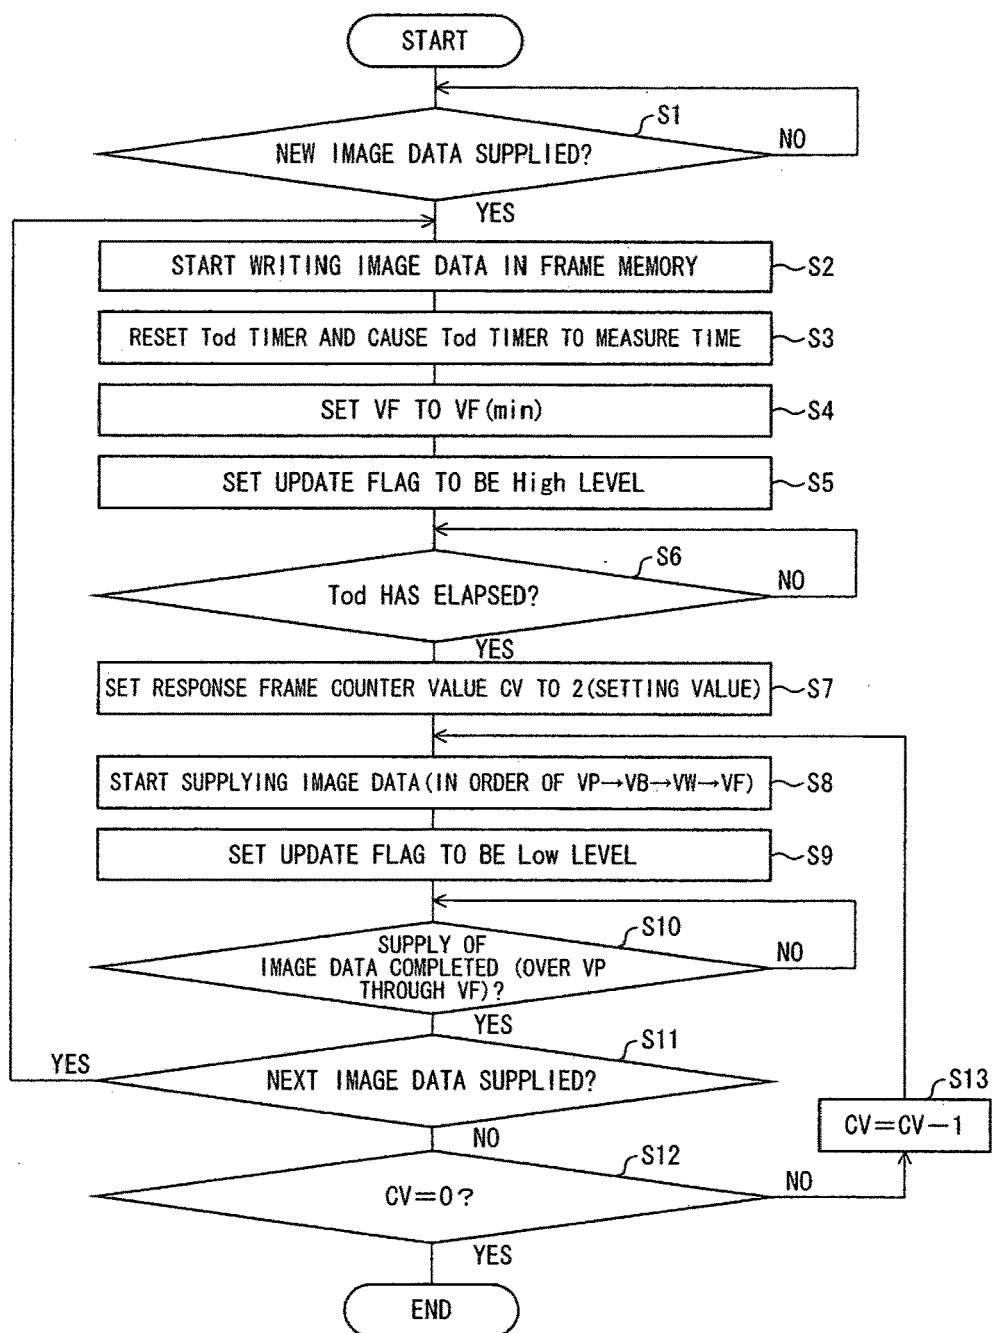 START
S1
NEW IMAGE DATA SUPPLIED?
NO
YES
START WRITING IMAGE DATA IN FRAME MEMORY
S2
RESET Tod TIMER AND CAUSE Tod TIMER TO MEASURE TIME
S3
SET VF TO VF(min)
S4
SET UPDATE FLAG TO BE High LEVEL
S5
S6
Tod HAS ELAPSED?
NO
YES
SET RESPONSE FRAME COUNTER VALUE CV TO 2(SETTING VALUE)
S7
START SUPPLYING IMAGE DATA(IN ORDER OF VP→VB→VW→VF)
S8
SET UPDATE FLAG TO BE Low LEVEL
S9
S10
SUPPLY OF
IMAGE DATA COMPLETED (OVER VP
THROUGH VF)?
NO
YES
S11
YES
NEXT IMAGE DATA SUPPLIED?
S13
CV=CV-1
NO
S12
CV=0?
NO
YES
END